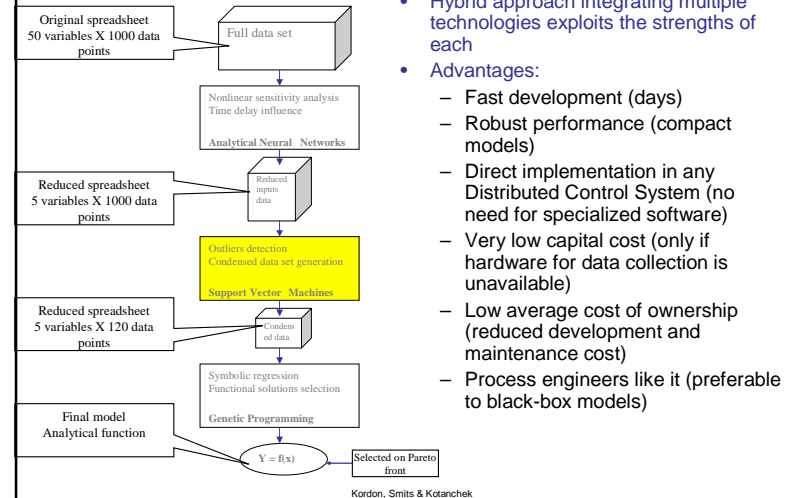 Original spreadsheet
50 variables X 1000 data
points
Full data set
Nonlinear sensitivity analysis
Time delay influence
Analytical Neural Networks
Reduced spreadsheet
5 variables X 1000 data
points
Reduced
inputs
data
Outliers detection
Condensed data set generation
Support Vector Machines
Reduced spreadsheet
5 variables X 120 data
points
Condens
ed data
Symbolic regression
Functional solutions selection
Genetic Programming
Final model
Analytical function
Y = f(x)
Selected on Pareto
front
• Hybrid approach integrating multiple
technologies exploits the strengths of
each
• Advantages:
– Fast development (days)
– Robust performance (compact
models)
– Direct implementation in any
Distributed Control System (no
need for specialized software)
– Very low capital cost (only if
hardware for data collection is
unavailable)
– Low average cost of ownership
(reduced development and
maintenance cost)
– Process engineers like it (preferable
to black-box models)
Kordon, Smits & Kotanchek